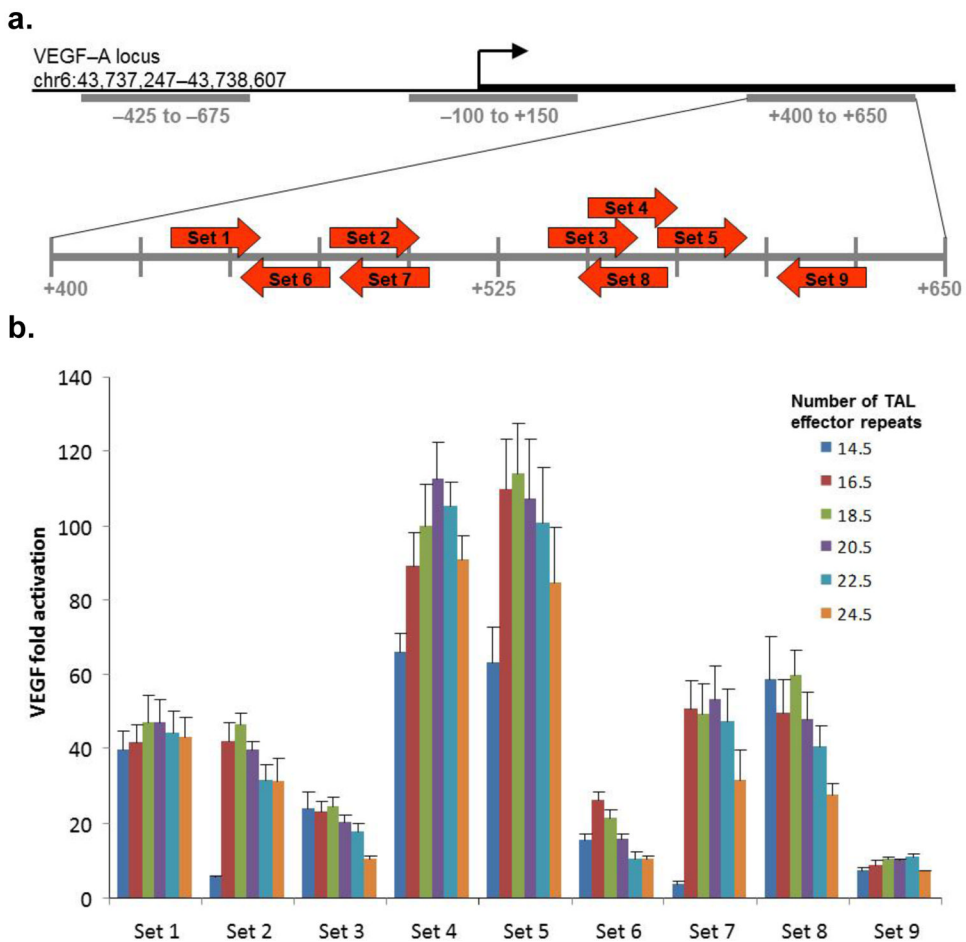 a.
VEGF–A locus
chr6:43,737,247–43,738,607
–425 to –675
–100 to +150
+400 to +650
Set 4
Set 1
Set 2
Set 3
Set 5
Set 6
Set 7
Set 8
Set 9
+400
+525
+650
b.
VEGF fold activation
140
120
100
80
60
40
20
0
Number of TAL
effector repeats
14.5
16.5
18.5
20.5
22.5
24.5
Set 1 Set 2 Set 3 Set 4 Set 5 Set 6 Set 7 Set 8 Set 9